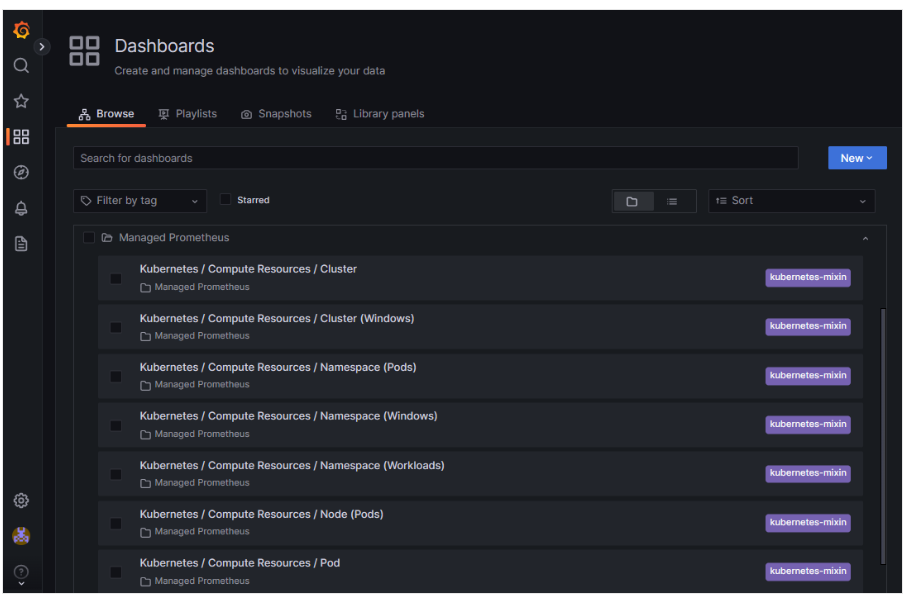 Dashboards
Create and manage dashboards to visualize your data
Browse
Playlists
Snapshots
Library panels
Search for dashboards
New
Filter by tag
Starred
Sort
Managed Prometheus
Kubernetes / Compute Resources / Cluster
Managed Prometheus
kubernetes-mixin
Kubernetes / Compute Resources / Cluster (Windows)
Managed Prometheus
kubernetes-mixin
Kubernetes / Compute Resources / Namespace (Pods)
Managed Prometheus
kubernetes-mixin
Kubernetes / Compute Resources / Namespace (Windows)
Managed Prometheus
kubernetes-mixin
Kubernetes / Compute Resources / Namespace (Workloads)
Managed Prometheus
kubernetes-mixin
Kubernetes / Compute Resources / Node (Pods)
Managed Prometheus
kubernetes-mixin
Kubernetes / Compute Resources / Pod
Managed Prometheus
kubernetes-mixin